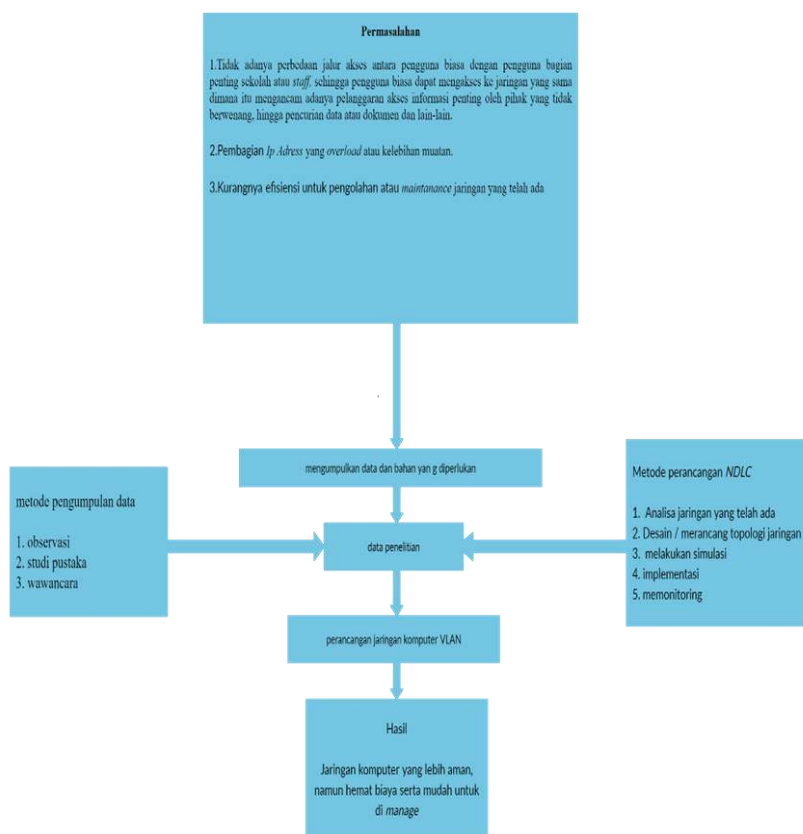 Permasalahan
1.Tidak adanya perbedaan jalur akses antara pengguna biasa dengan pengguna bagian
penting sekolah atau staff, sehingga pengguna biasa dapat mengakses ke jaringan yang sama
dimana itu mengancam adanya pelanggaran akses informasi penting oleh pihak yang tidak
berwenang, hingga pencurian data atau dokumen dan lain-lain.
2.Pembagian Ip Adress yang overload atau kelebihan muatan.
3.Kurangnya efisiensi untuk pengolahan atau maintanance jaringan yang telah ada
mengumpulkan data dan bahan yan g diperlukan
metode pengumpulan data
1. observasi
2. studi pustaka
3. wawancara
data penelitian
Metode perancangan NDLC
1. Analisa jaringan yang telah ada
2. Desain / merancang topologi jaringan
3. melakukan simulasi
4. implementasi
5. memonitoring
perancangan jaringan komputer VLAN
Hasil
Jaringan komputer yang lebih aman,
namun hemat biaya serta mudah untuk
di manage